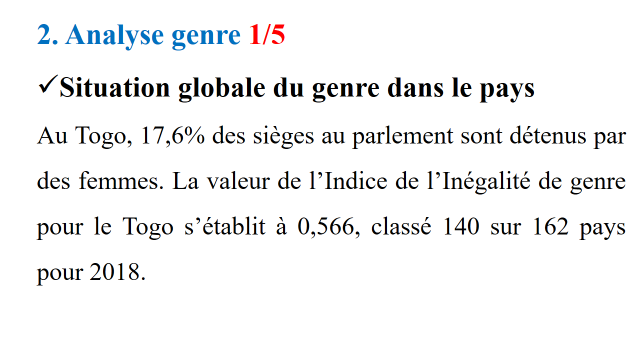 2. Analyse genre 1/5
✓Situation globale du genre dans le pays
Au Togo, 17,6% des sièges au parlement sont détenus par
des femmes. La valeur de l’Indice de l’Inégalité de genre
pour le Togo s’établit à 0,566, classé 140 sur 162 pays
pour 2018.